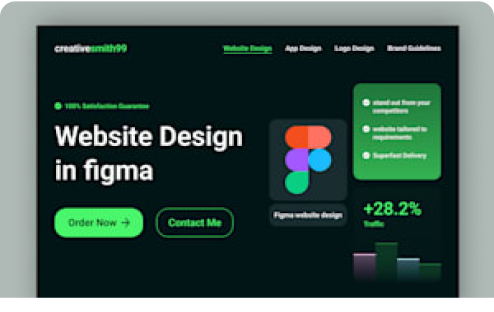 creativesmith99
Website Design App Design Logo Design Brand Guidelines
100% Satisfaction Guarantee
Website Design
in figma
Order Now →
Contact Me
Figma website design
stand out from your
competitors
website tailored to
requirements
Superfast Delivery
+28.2%
Traffic